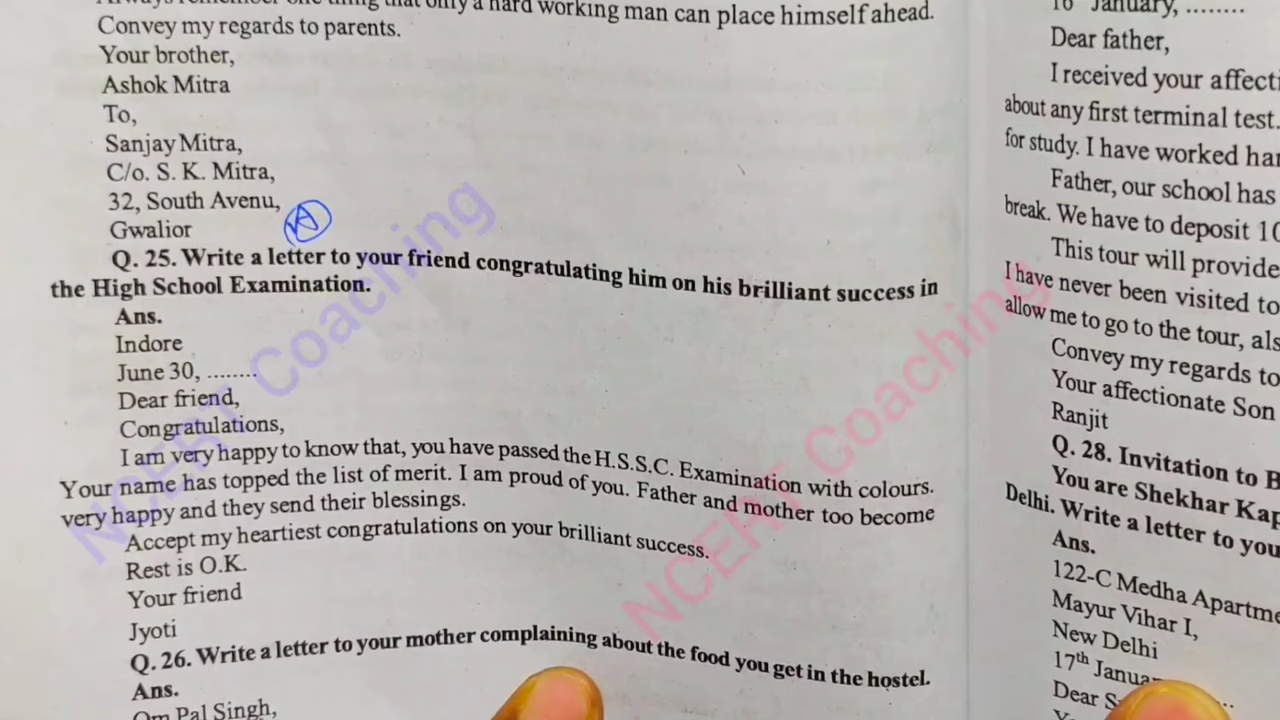 Always remember one thing that only a hard working man can place himself ahead.
Convey my regards to parents.
Your brother,
Ashok Mitra
To,
Sanjay Mitra,
C/o. S. K. Mitra,
32, South Avenu,
Gwalior
A
Q. 25. Write a letter to your friend congratulating him on his brilliant success in
the High School Examination.
Ans.
Indore
June 30, ........
Dear friend,
Congratulations,
I am very happy to know that, you have passed the H.S.S.C. Examination with colours.
Your name has topped the list of merit. I am proud of you. Father and mother too become
very happy and they send their blessings.
Accept my heartiest congratulations on your brilliant success.
Rest is O.K.
Your friend
Jyoti
Q. 26. Write a letter to your mother complaining about the food you get in the hostel.
Ans.
Om Pal Singh,
January, ........
Dear father,
I received your affecti
about any first terminal test.
for study. I have worked har
Father, our school has
break. We have to deposit 10
This tour will provide
I have never been visited to
allow me to go to the tour, als
Convey my regards to
Your affectionate Son
Ranjit
Q. 28. Invitation to B
You are Shekhar Kap
Delhi. Write a letter to you
Ans.
122-C Medha Apartme
Mayur Vihar I,
New Delhi
17th Janua
Dear S
NCERT Coaching
NCERT Coaching